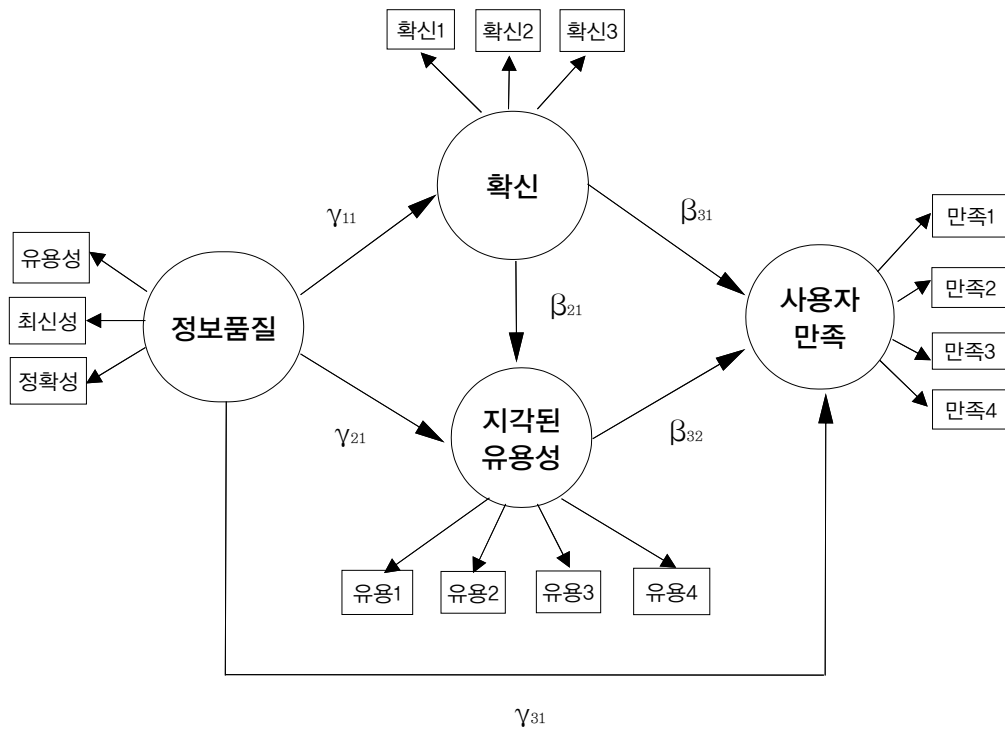 확신1
확신2
확신3
확신
γ11
β31
만족1
유용성
만족2
최신성
정보품질
β21
사용자
만족
만족3
정확성
만족4
γ21
지각된
유용성
β32
유용1
유용2
유용3
유용4
γ31